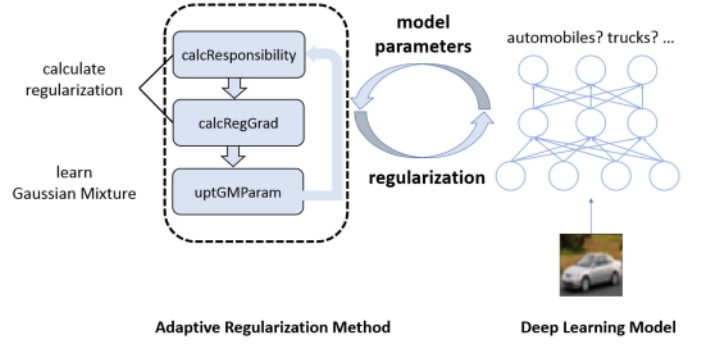 model
parameters
automobiles? trucks? ...
calcResponsibility
calculate
regularization
calcRegGrad
learn
Gaussian Mixture
uptGMParam
regularization
Adaptive Regularization Method
Deep Learning Model